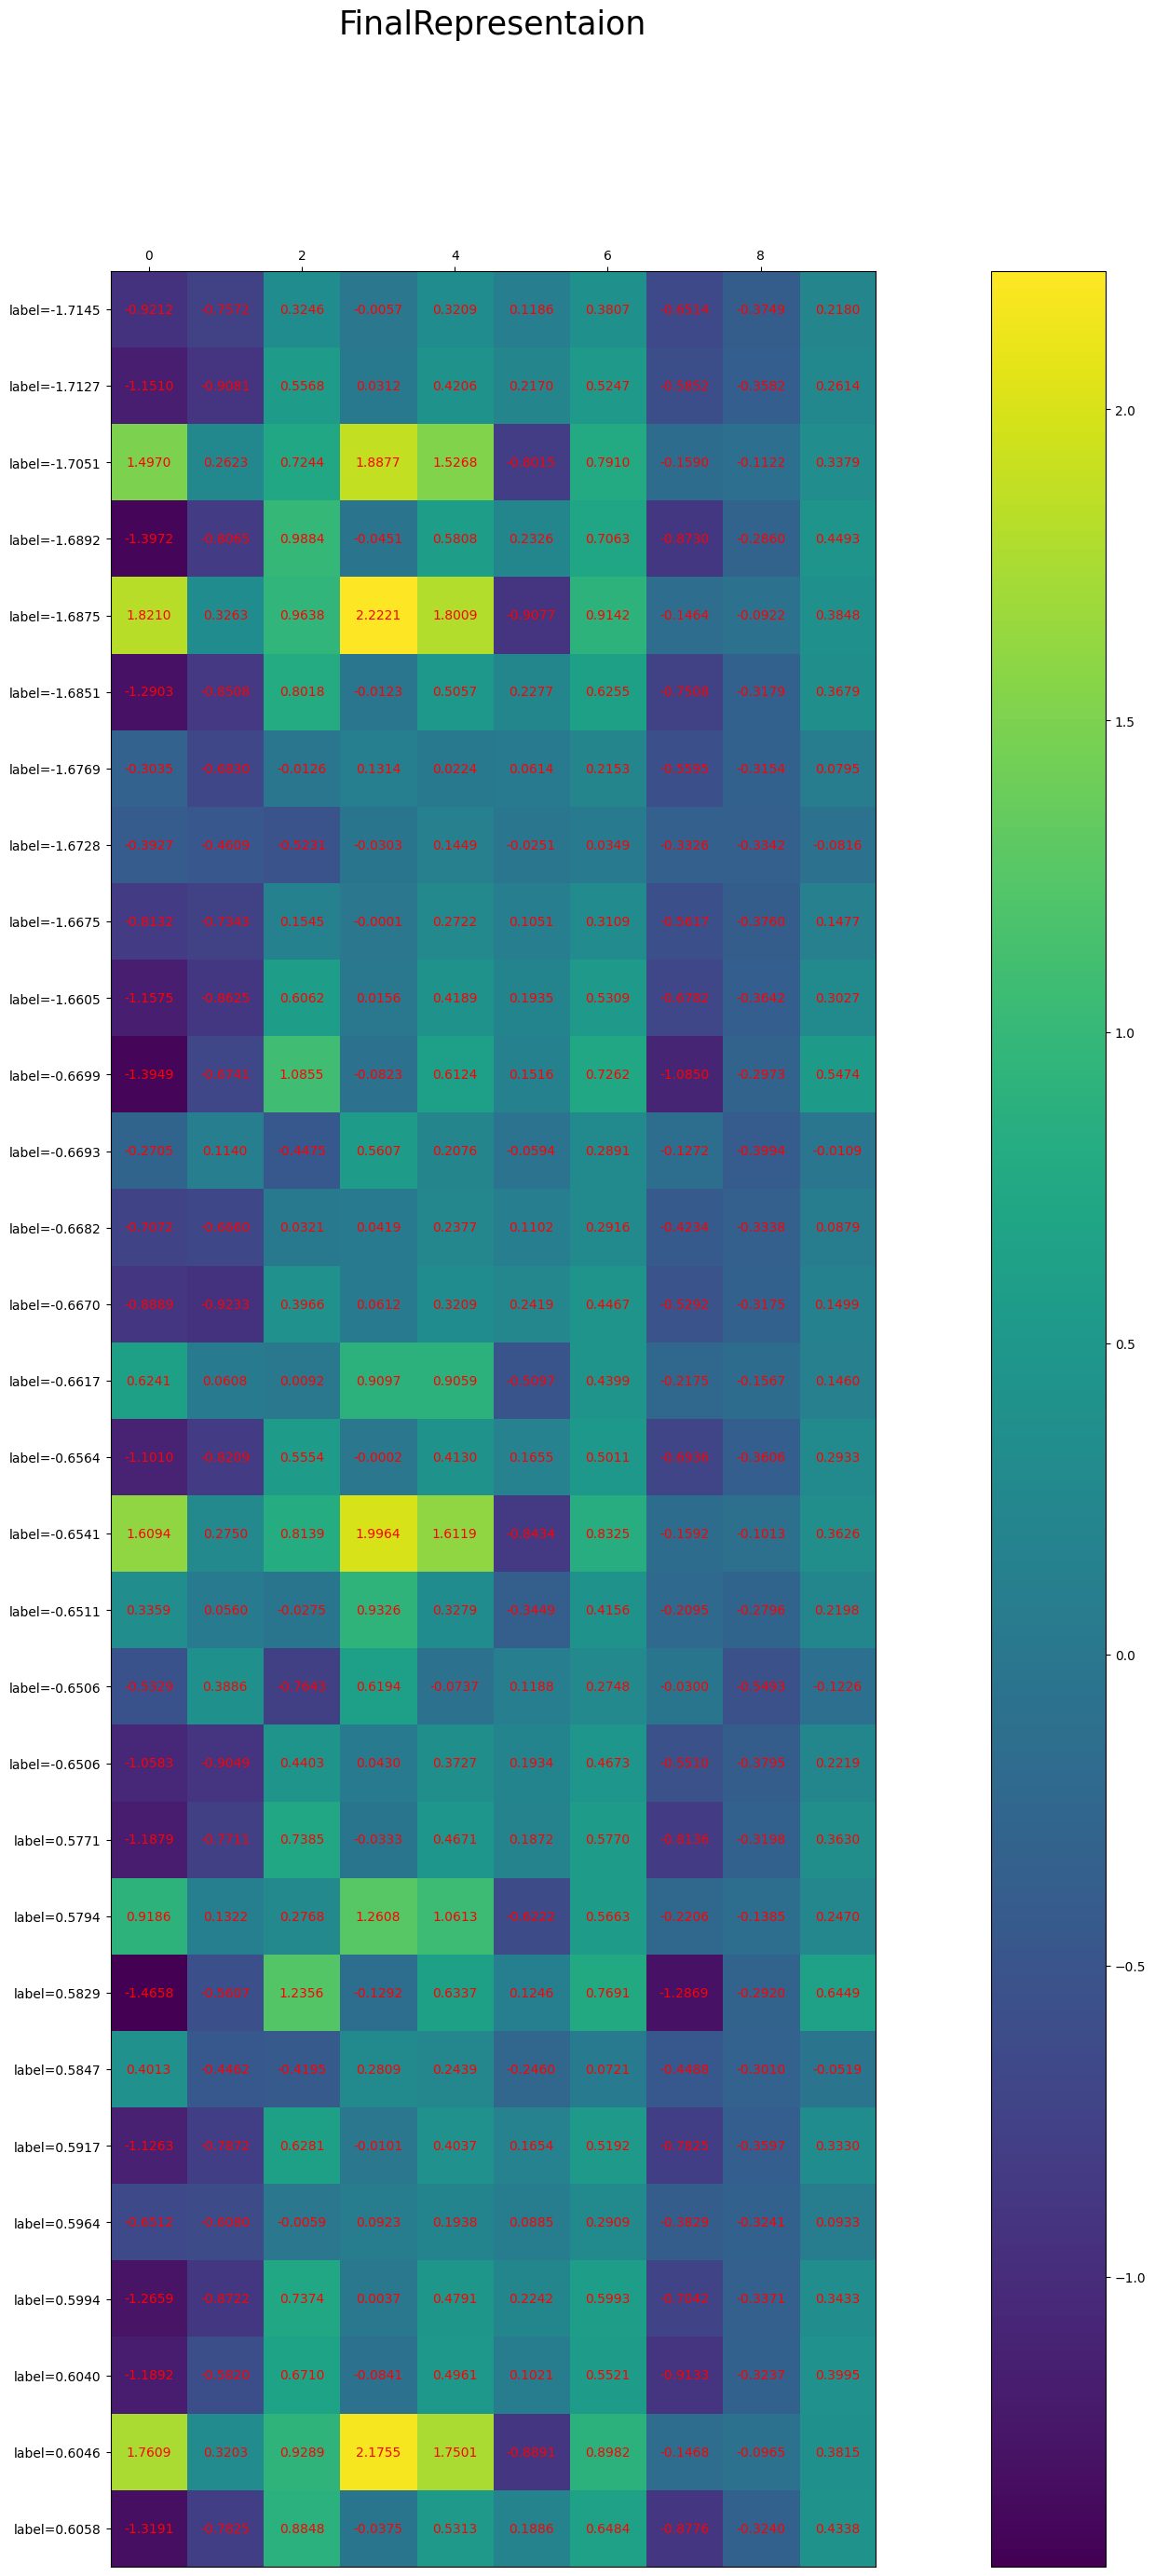 FinalRepresentaion
0 2 4 6 8
label=-1.7145 -0.9212 0.3246 -0.0057 0.3209 0.1186 0.3807 -0.6514 -0.3749 0.2180
label=-1.7127 -1.1510 -0.9081 0.5568 0.0312 0.4206 0.2170 0.5247 -0.5852 -0.3582 0.2614
label=-1.7051 1.4970 0.2623 0.7244 1.8877 1.5268 0.7910 -0.1590 -0.1122 0.3379
label=-1.6892 -1.3972 0.9884 -0.0451 0.5808 0.2326 0.7063 -0.8730 -0.2860 0.4493
label=-1.6875 1.8210 0.3263 0.9638 2.2221 1.8009 -0.9077 0.9142 -0.1464 -0.0922 0.3848
label=-1.6851 -1.2903 -0.8508 0.8018 -0.0123 0.5057 0.2277 0.6255 -0.3179 0.3679
label=-1.6769 -0.3035 -0.0126 0.1314 0.0224 0.0614 0.2153 -0.5595 -0.3154 0.0795
label=-1.6728 -0.3927 -0.4609 -0.5231 -0.0303 0.1449 -0.0251 0.0349 -0.3326 -0.3342 -0.0816
label=-1.6675 -0.8132 -0.7343 0.1545 -0.0001 0.2722 0.1051 0.3109 -0.5617 -0.3760 0.1477
label=-1.6605 -1.1575 -0.8625 0.6062 0.0156 0.4189 0.1935 0.5309 -0.6782 -0.3642 0.3027
label=-0.6699 -1.3949 -0.6741 1.0855 -0.0823 0.6124 0.1516 0.7262 -1.0850 -0.2973 0.5474
label=-0.6693 -0.2705 0.1140 -0.4475 0.5607 0.2076 -0.0594 0.2891 -0.1272 -0.3994 -0.0109
label=-0.6682 -0.7072 -0.6660 0.0321 0.0419 0.2377 0.1102 0.2916 -0.4234 -0.3338 0.0879
label=-0.6670 -0.8889 -0.9233 0.3966 0.0612 0.3209 0.2419 0.4467 -0.5292 -0.3175 0.1499
label=-0.6617 0.6241 0.0608 0.0092 0.9097 0.9059 -0.5087 0.4399 -0.2175 -0.1567 0.1460
label=-0.6564 -1.1010 -0.8209 0.5554 -0.0002 0.4130 0.1655 0.5011 -0.6936 -0.3606 0.2933
label=-0.6541 1.6094 0.2750 0.8139 1.9964 1.6119 -0.8434 0.8325 -0.1592 -0.1013 0.3626
label=-0.6511 0.3359 0.0560 -0.0275 0.9326 0.3279 -0.3449 0.4156 -0.2095 -0.2796 0.2198
label=-0.6506 -0.5329 0.3886 0.6194 -0.0737 0.1188 0.2748 -0.0300 -0.5493 -0.1226
label=-0.6506 -1.0583 -0.9049 0.4403 0.0430 0.3727 0.1934 0.4673 -0.5516 -0.3785 0.2219
label=0.5771 -1.1879 -0.7711 0.7385 -0.0333 0.4671 0.1872 0.5770 -0.8136 -0.3198 0.3630
label=0.5794 0.9186 0.1322 0.2768 1.2608 1.0613 -0.6222 0.5663 -0.2206 -0.1385 0.2470
label=0.5829 -1.4658 -0.5607 1.2356 -0.1292 0.6337 0.1246 0.7691 -1.2869 -0.2920 0.6449
label=0.5847 0.4013 -0.4462 -0.4195 0.2809 0.2439 -0.2460 0.0721 -0.4488 -0.3010 -0.0519
label=0.5917 -1.1263 -0.7872 0.6281 -0.0101 0.4037 0.1654 0.5192 -0.7825 -0.3597 0.3330
label=0.5964 -0.6512 -0.6080 -0.0059 0.0923 0.1938 0.0885 0.2909 -0.3829 -0.3241 0.0933
label=0.5994 -1.2659 -0.8722 0.7374 0.0037 0.4791 0.2242 0.5993 -0.7042 -0.3371 0.3433
label=0.6040 -1.1892 -0.5820 0.6710 -0.0841 0.4961 0.1021 0.5521 -0.9133 -0.3237 0.3995
label=0.6046 1.7609 0.3203 0.9289 2.1755 1.7501 -0.8891 0.8982 -0.1468 -0.0965 0.3815
label=0.6058 -1.3191 -0.7825 0.8848 -0.0375 0.5313 0.1886 0.6484 -0.8776 -0.3240 0.4338
2.0
1.5
1.0
0.5
0.0
−0.5
−1.0